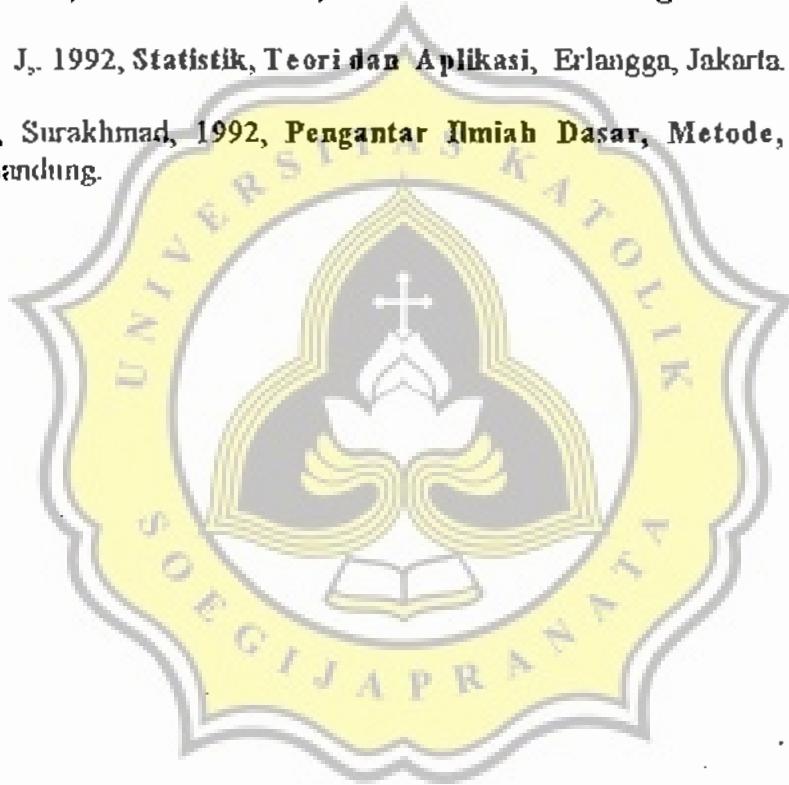 J,. 1992, Statistik, Teori dan Aplikasi, Erlangga, Jakarta.
, Surakhmad, 1992, Pengantar Ilmiah Dasar, Metode,
andung.
UNIVERSITAS KATOLIK
SOEGIJAPRANATA